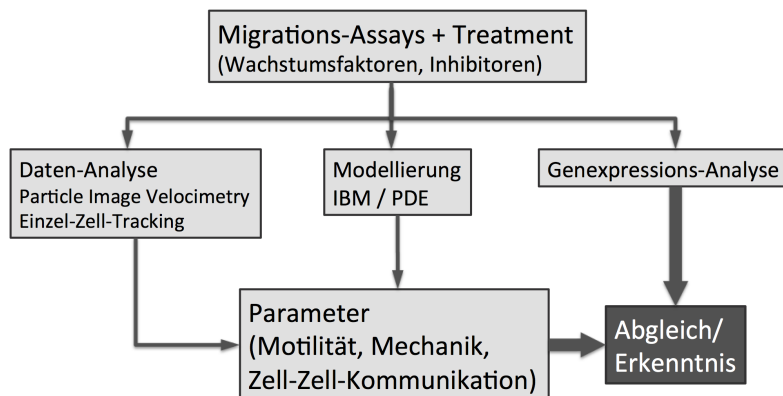 Migrations-Assays + Treatment
(Wachstumsfaktoren, Inhibitoren)
Daten-Analyse
Particle Image Velocimetry
Einzel-Zell-Tracking
Modellierung
IBM / PDE
Genexpressions-Analyse
Parameter
(Motilität, Mechanik,
Zell-Zell-Kommunikation)
Abgleich/
Erkenntnis